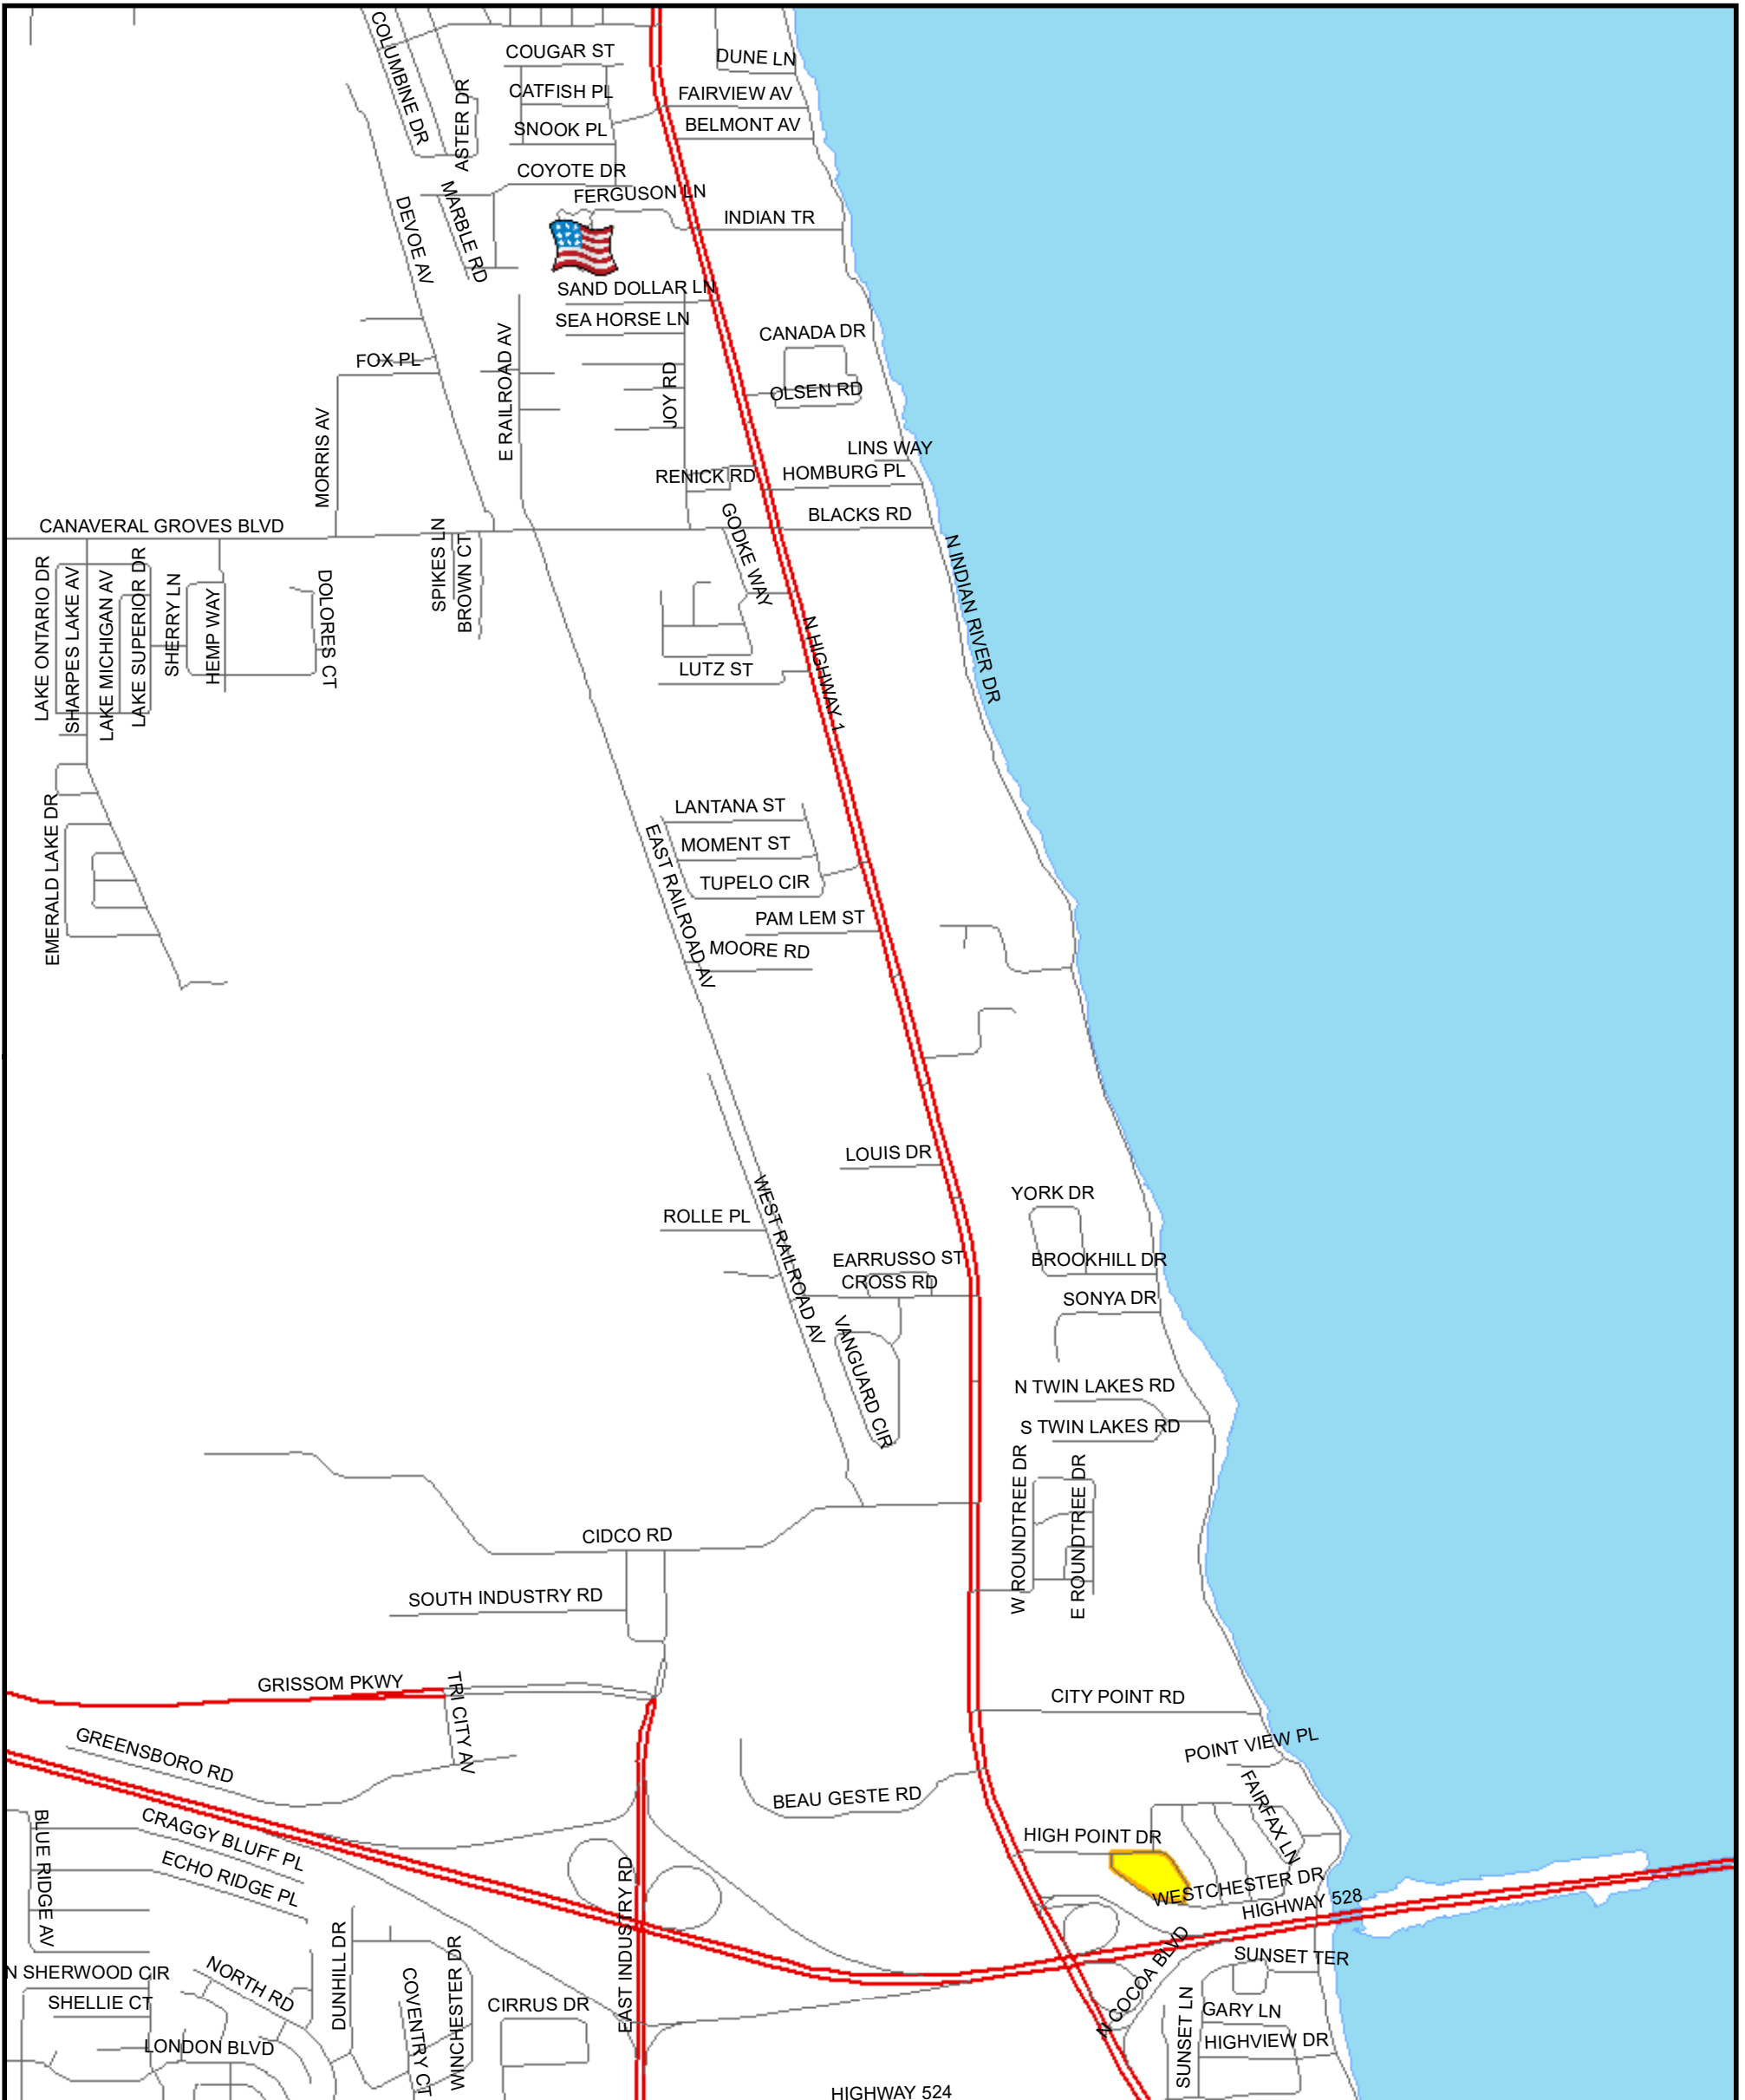 COLUMBINE DR
COUGAR ST
DUNE LN
ASTER DR
CATFISH PL
FAIRVIEW AV
SNOOK PL
BELMONT AV
COYOTE DR
MARBLE RD
FERGUSON LN
DEVOE AV
INDIAN TR
SAND DOLLAR LN
SEA HORSE LN
CANADA DR
E RAILROAD AV
FOX PL
JOY RD
OLSEN RD
MORRIS AV
LINS WAY
RENICK RD
HOMBURG PL
CANAVERAL GROVES BLVD
GODKE WAY
BLACKS RD
N INDIAN RIVER DR
LAKE ONTARIO DR
SHARPES LAKE AV
LAKE MICHIGAN AV
LAKE SUPERIOR DR
SHERRY LN
HEMP WAY
DOLORES CT
SPIKES LN
BROWN CT
N HIGHWAY 1
LUTZ ST
EMERALD LAKE DR
LANTANA ST
EAST RAILROAD AV
MOMENT ST
TUPELO CIR
PAM LEM ST
MOORE RD
LOUIS DR
WEST RAILROAD AV
YORK DR
ROLLE PL
EARRUSSO ST
BROOKHILL DR
CROSS RD
SONYA DR
VANGUARD CIR
N TWIN LAKES RD
S TWIN LAKES RD
W ROUNDTREE DR
E ROUNDTREE DR
CIDCO RD
SOUTH INDUSTRY RD
GRISSOM PKWY
TRI CITY AV
CITY POINT RD
GREENSBORO RD
POINT VIEW PL
FAIRFAX LN
BEAU GESTE RD
BLUE RIDGE AV
CRAGGY BLUFF PL
HIGH POINT DR
ECHO RIDGE PL
EAST INDUSTRY RD
WESTCHESTER DR
HIGHWAY 528
N SHERWOOD CIR
NORTH RD
DUNHILL DR
COVENTRY CT
WINCHESTER DR
N COCOA BLVD
SUNSET TER
SHELLIE CT
CIRRUS DR
SUNSET LN
GARY LN
LONDON BLVD
HIGHVIEW DR
HIGHWAY 524